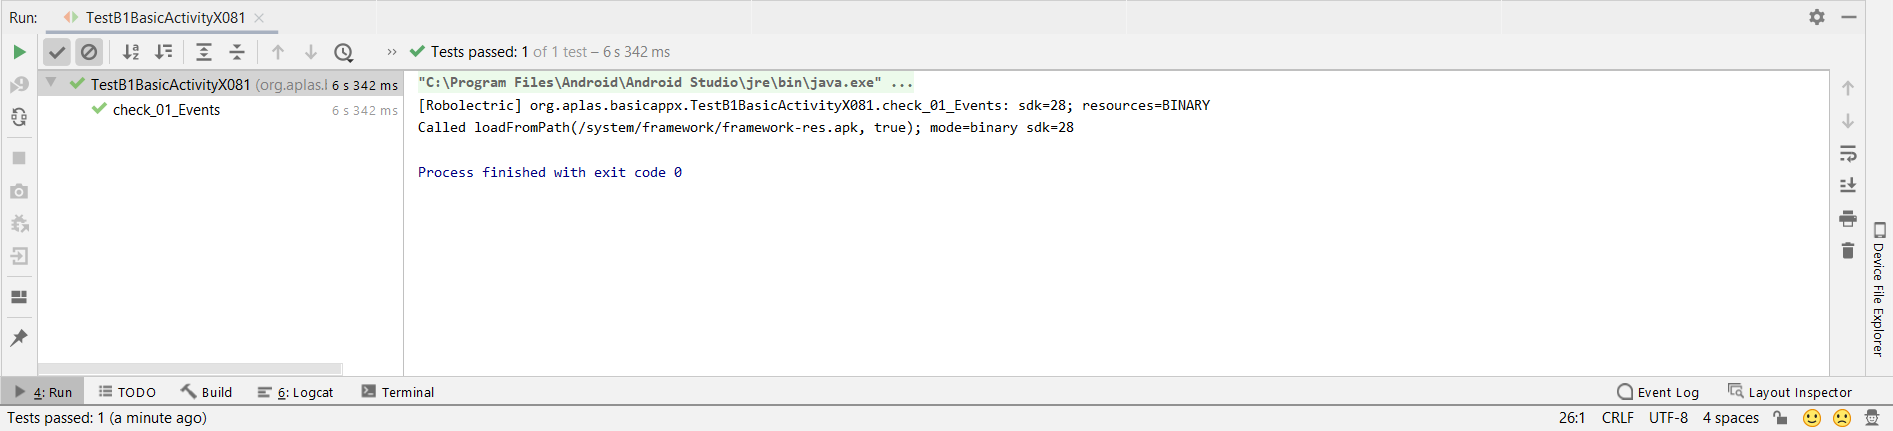 Run: TestB1BasicActivityX081
Tests passed: 1 of 1 test – 6 s 342 ms
TestB1BasicActivityX081 (org.aplas.l 6 s 342 ms
check_01_Events 6 s 342 ms
"C:\Program Files\Android\Android Studio\jre\bin\java.exe" ...
[Robolectric] org.aplas.basicappx.TestB1BasicActivityX081.check_01_Events: sdk=28; resources=BINARY
Called loadFromPath(/system/framework/framework-res.apk, true); mode=binary sdk=28
Process finished with exit code 0
Device File Explorer
4: Run TODO Build 6: Logcat Terminal Event Log Layout Inspector
Tests passed: 1 (a minute ago) 26:1 CRLF UTF-8 4 spaces